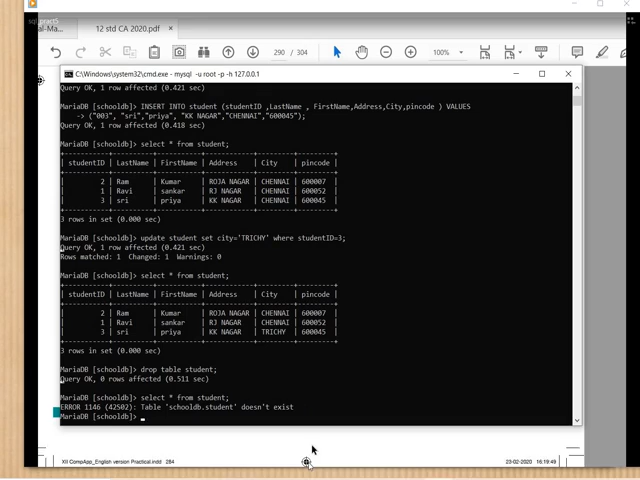 sql_pract5
al-Ma...
12 std CA 2020.pdf ×
290 / 304
100%
C:\Windows\system32\cmd.exe - mysql -u root -p -h 127.0.0.1
Query OK, 1 row affected (0.421 sec)
MariaDB [schooldb]> INSERT INTO student (studentID ,LastName , FirstName,Address,City,pincode ) VALUES
-> ("003", "sri","priya", "KK NAGAR","CHENNAI","600045");
Query OK, 1 row affected (0.418 sec)
MariaDB [schooldb]> select * from student;
| studentID | LastName | FirstName | Address | City | pincode |
| 2 | Ram | Kumar | ROJA NAGAR | CHENNAI | 600007 |
| 1 | Ravi | sankar | RJ NAGAR | CHENNAI | 600052 |
| 3 | sri | priya | KK NAGAR | CHENNAI | 600045 |
3 rows in set (0.000 sec)
MariaDB [schooldb]> update student set city='TRICHY' where studentID=3;
Query OK, 1 row affected (0.421 sec)
Rows matched: 1 Changed: 1 Warnings: 0
MariaDB [schooldb]> select * from student;
| studentID | LastName | FirstName | Address | City | pincode |
| 2 | Ram | Kumar | ROJA NAGAR | CHENNAI | 600007 |
| 1 | Ravi | sankar | RJ NAGAR | CHENNAI | 600052 |
| 3 | sri | priya | KK NAGAR | TRICHY | 600045 |
3 rows in set (0.000 sec)
MariaDB [schooldb]> drop table student;
Query OK, 0 rows affected (0.511 sec)
MariaDB [schooldb]> select * from student;
ERROR 1146 (42S02): Table 'schooldb.student' doesn't exist
MariaDB [schooldb]> _
XII CompApp_English version Practical.indd 284
23-02-2020 16:19:49